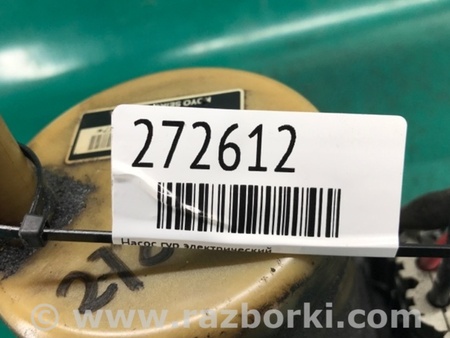 272612
Насос гур электрический
© www.razborki.com